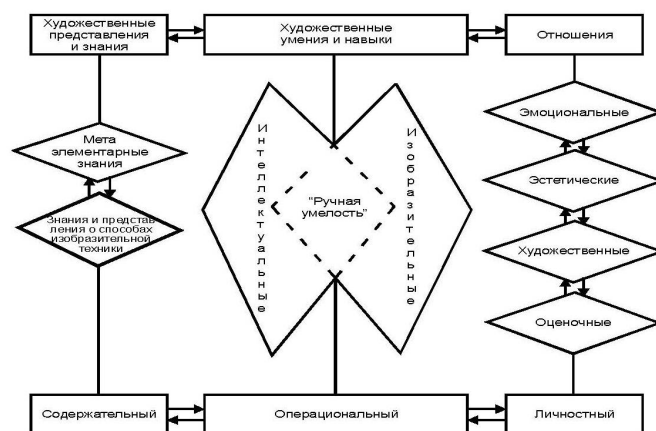 Художественные
представления и
знания
Художественные
умения и навыки
Отношения
Мета
элементарные
знания
Знания и представ
ления о способах
изобразительной
техники
Интеллектуальные
"Ручная
умелость"
Изобразительные
Эмоциональные
Эстетические
Художественные
Оценочные
Содержательный
Операциональный
Личностный